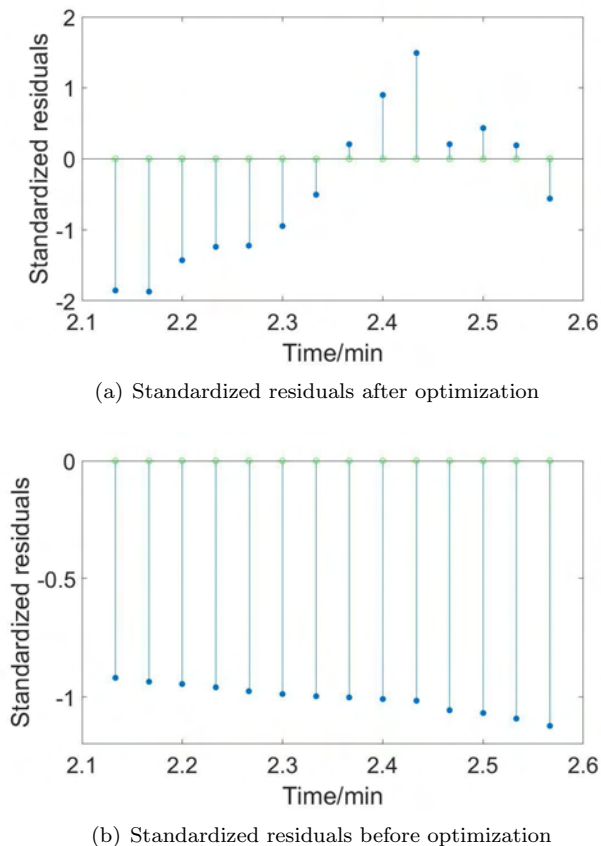 2
1
0
-1
-2
Standardized residuals
2.1 2.2 2.3 2.4 2.5 2.6
Time/min
(a) Standardized residuals after optimization
0
-0.5
-1
Standardized residuals
2.1 2.2 2.3 2.4 2.5 2.6
Time/min
(b) Standardized residuals before optimization